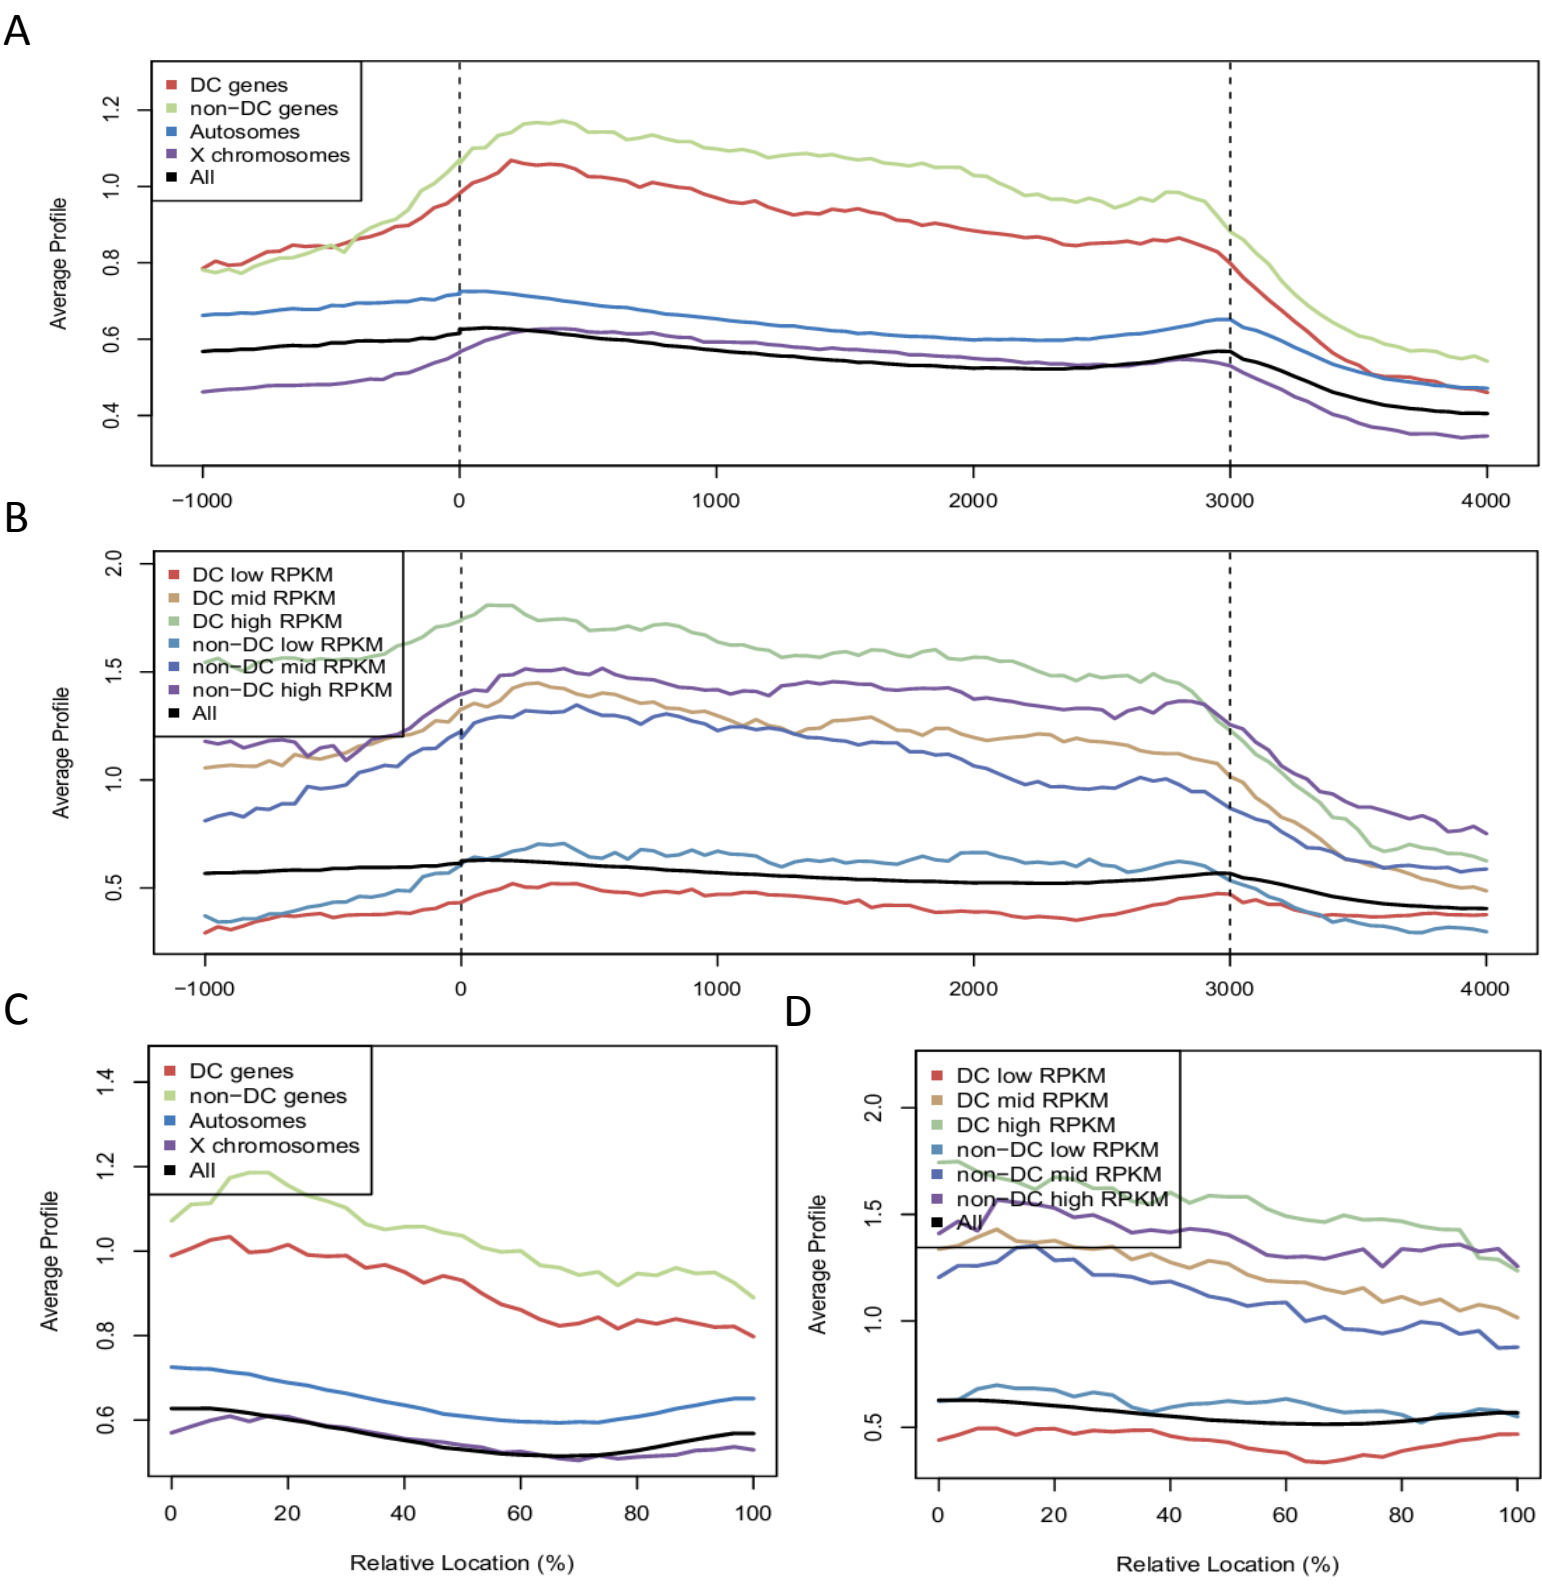 A
DC genes
non−DC genes
Autosomes
X chromosomes
All
Average Profile
1.2
1.0
0.8
0.6
0.4
−1000 0 1000 2000 3000 4000
B
DC low RPKM
DC mid RPKM
DC high RPKM
non−DC low RPKM
non−DC mid RPKM
non−DC high RPKM
All
Average Profile
2.0
1.5
1.0
0.5
−1000 0 1000 2000 3000 4000
C
DC genes
non−DC genes
Autosomes
X chromosomes
All
Average Profile
1.4
1.2
1.0
0.8
0.6
0 20 40 60 80 100
Relative Location (%)
D
DC low RPKM
DC mid RPKM
DC high RPKM
non−DC low RPKM
non−DC mid RPKM
non−DC high RPKM
All
Average Profile
2.0
1.5
1.0
0.5
0 20 40 60 80 100
Relative Location (%)